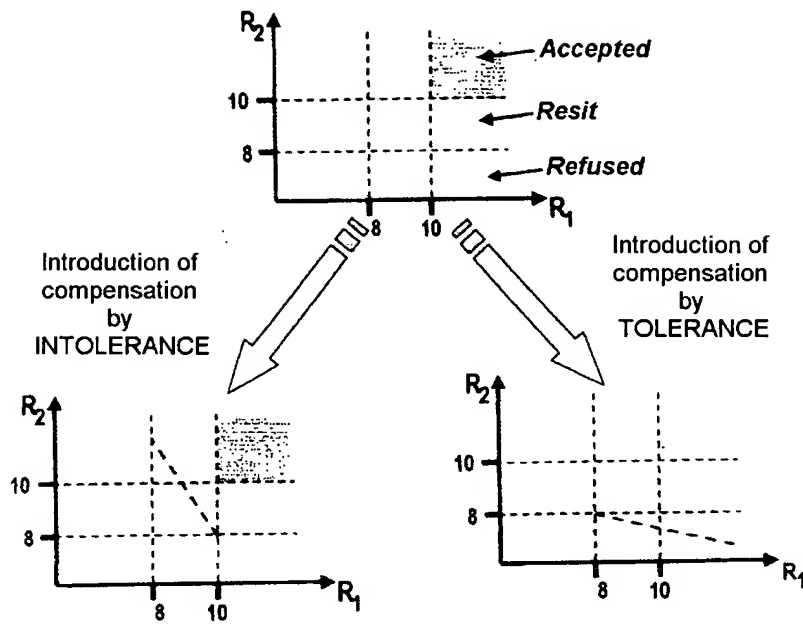 R2
Accepted
10
Resit
8
Refused
8
10
R1
Introduction of
compensation
by
INTOLERANCE
Introduction of
compensation
by
TOLERANCE
R2
10
8
8
10
R1
R2
10
8
8
10
R1